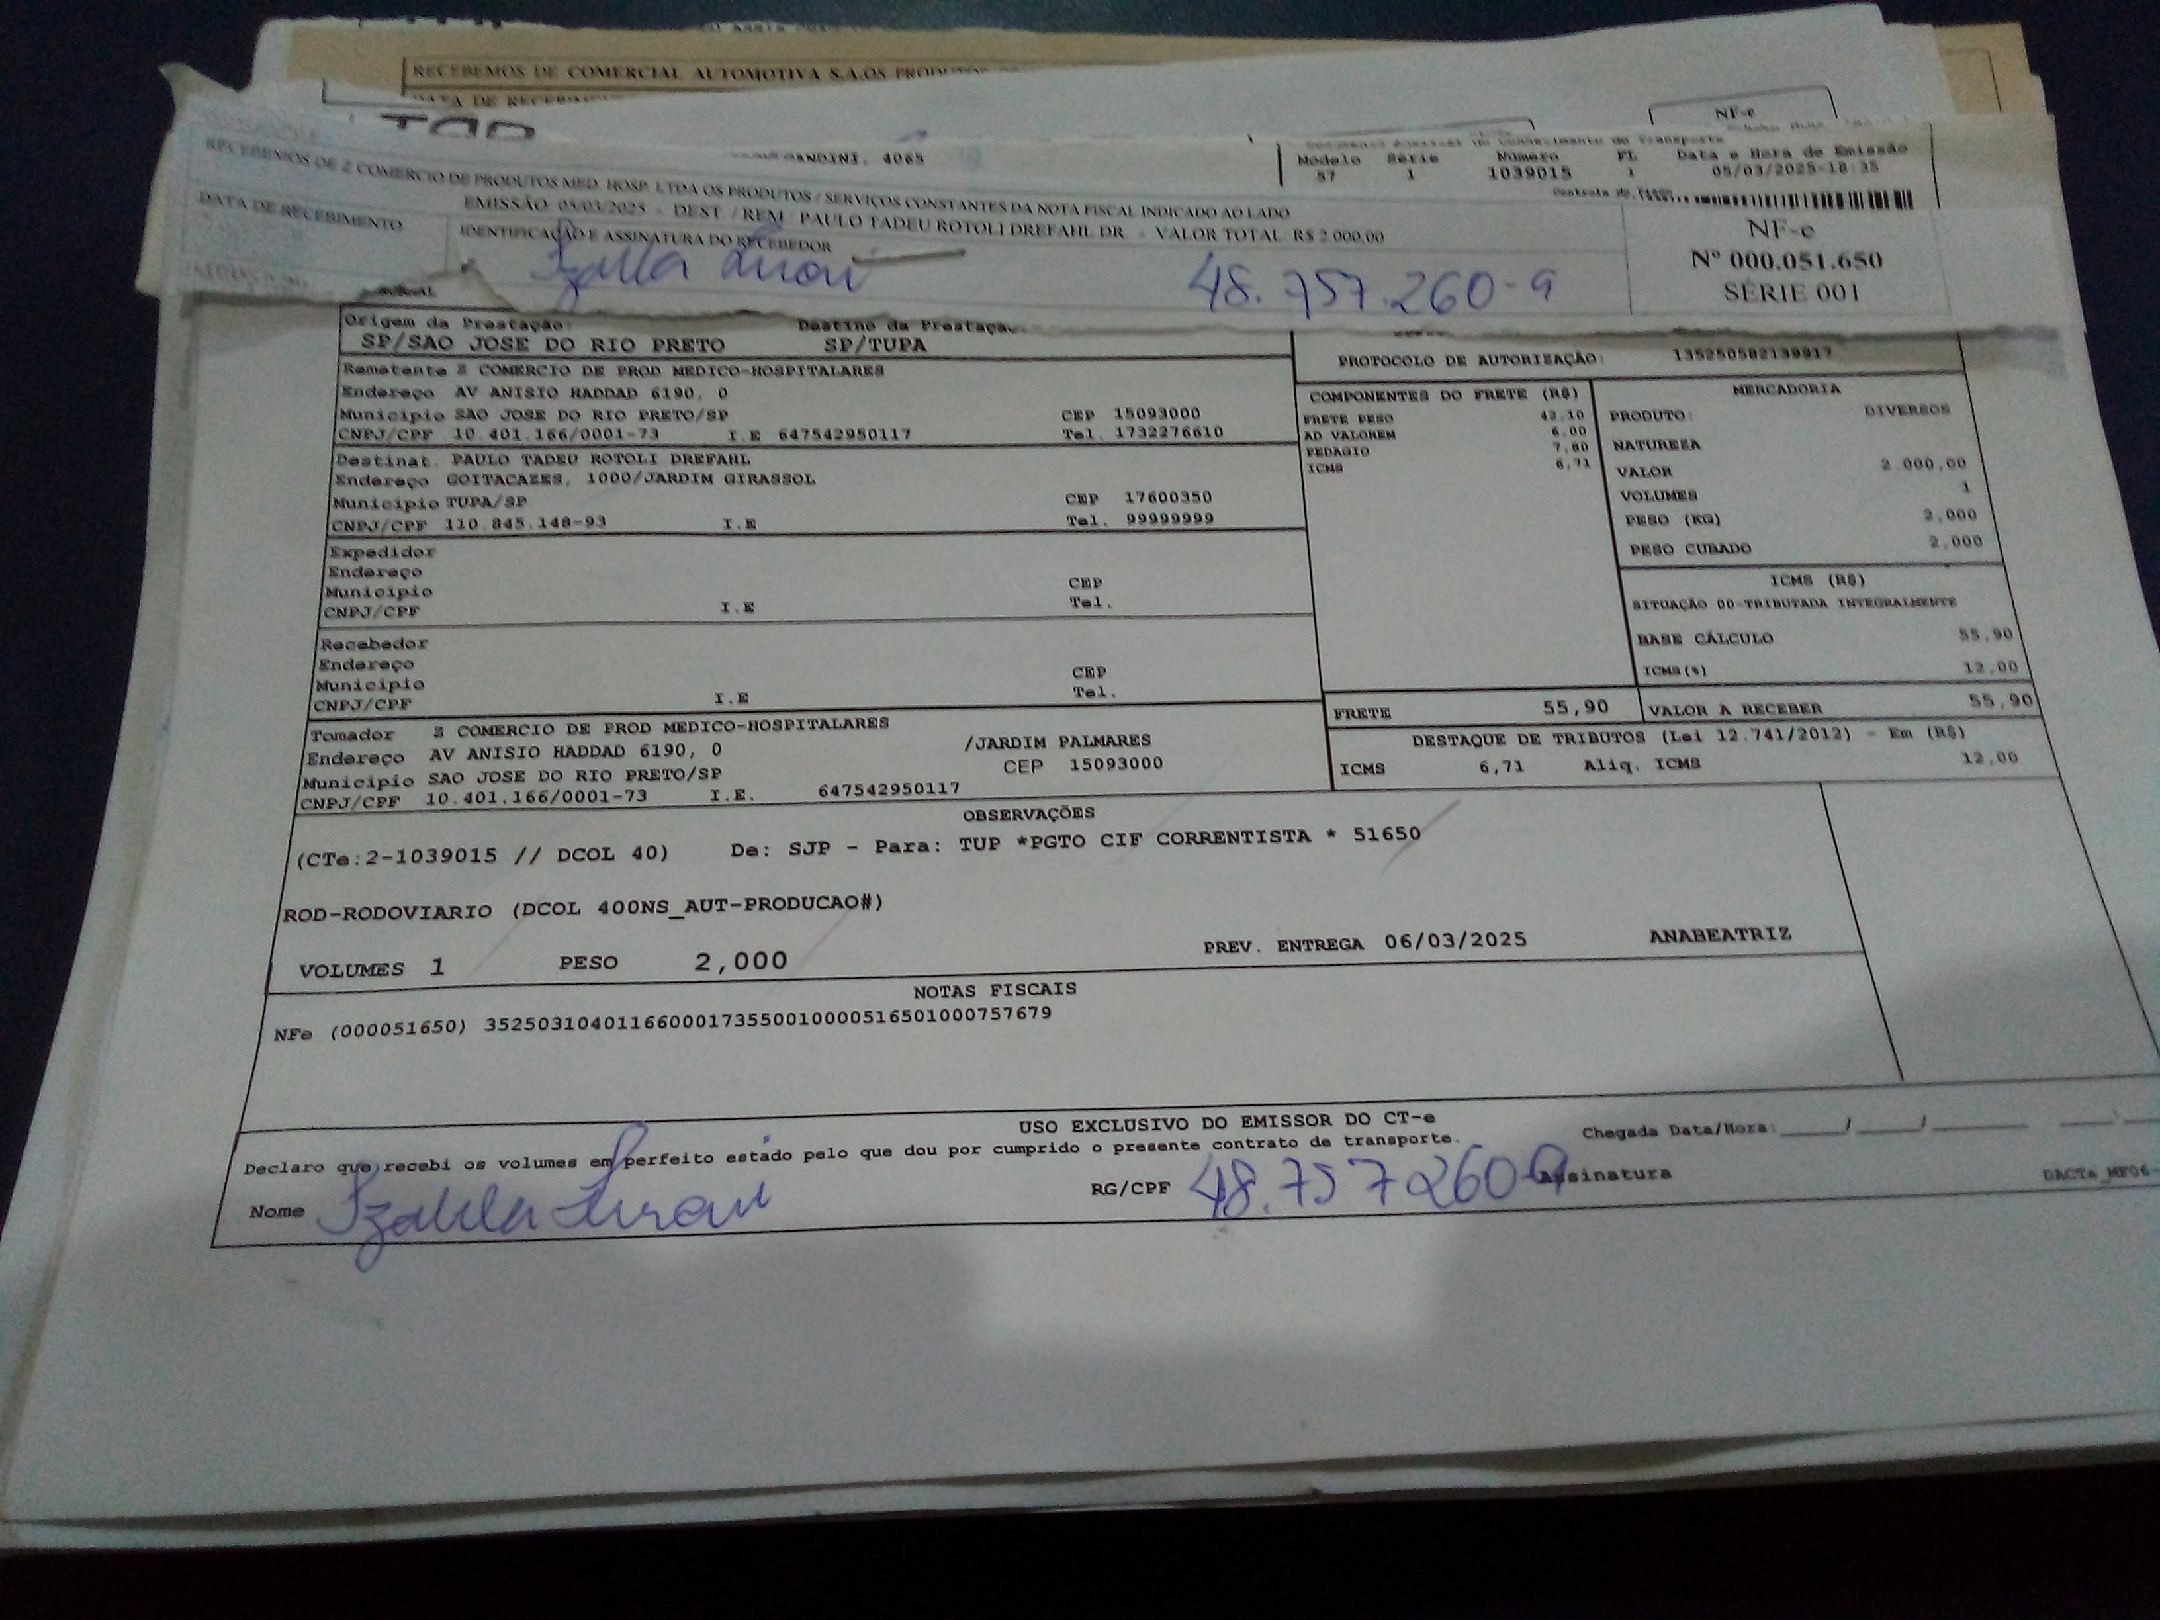 RECEBEMOS DE COMERCIAL AUTOMOTIVA S.A.OS
DATA DE
NF-e
4065
Modelo Série Número FL Data e Hora de Emissão
57 1 1039015 1 05/03/2025-18:35
RECEBEMOS DE Z COMERCIO DE PRODUTOS MED. HOSP. LTDA OS PRODUTOS / SERVIÇOS CONSTANTES DA NOTA FISCAL INDICADO AO LADO
EMISSÃO: 05/03/2025 - DEST. / REM: PAULO TADEU ROTOLI DREFAHL DR - VALOR TOTAL: R$ 2.000,00
DATA DE RECEBIMENTO
IDENTIFICAÇÃO E ASSINATURA DO RECEBEDOR
48.757.260-9
NF-e
Nº 000.051.650
SÉRIE 001
Origem da Prestação Destino da
SP/SAO JOSE DO RIO PRETO SP/TUPA
PROTOCOLO DE AUTORIZAÇÃO: 135250582139917
Remetente Z COMERCIO DE PROD MEDICO-HOSPITALARES
Endereço AV ANISIO HADDAD 6190, 0
Município SAO JOSE DO RIO PRETO/SP CEP 15093000
CNPJ/CPF 10.401.166/0001-73 I.E 647542950117 Tel. 1732276610
Destinat. PAULO TADEU ROTOLI DREFAHL
Endereço GOITACAZES, 1000/JARDIM GIRASSOL
Município TUPA/SP CEP 17600350
CNPJ/CPF 110.845.148-93 I.E Tel. 99999999
Expedidor
Endereço
Município CEP
CNPJ/CPF I.E Tel.
Recebedor
Endereço
Município CEP
CNPJ/CPF I.E Tel.
Tomador Z COMERCIO DE PROD MEDICO-HOSPITALARES
Endereço AV ANISIO HADDAD 6190, 0 /JARDIM PALMARES
Município SAO JOSE DO RIO PRETO/SP CEP 15093000
CNPJ/CPF 10.401.166/0001-73 I.E. 647542950117
COMPONENTES DO FRETE (R$)
FRETE PESO
AD VALOREM 6,00
PEDAGIO
ICMS 6,71
FRETE 55,90
MERCADORIA
PRODUTO: DIVERSOS
NATUREZA
VALOR 2.000,00
VOLUMES 1
PESO (KG) 2,000
PESO CUBADO 2,000
ICMS (R$)
SITUAÇÃO 00-TRIBUTADA INTEGRALMENTE
BASE CÁLCULO 55,90
ICMS(%) 12,00
VALOR A RECEBER 55,90
DESTAQUE DE TRIBUTOS (Lei 12.741/2012) - Em (R$)
ICMS 6,71 Aliq. ICMS 12,00
OBSERVAÇÕES
(CTe:2-1039015 // DCOL 40) De: SJP - Para: TUP *PGTO CIF CORRENTISTA * 51650
ROD-RODOVIARIO (DCOL 400NS_AUT-PRODUCAO#)
VOLUMES 1 PESO 2,000 PREV. ENTREGA 06/03/2025 ANABEATRIZ
NOTAS FISCAIS
NFe (000051650) 35250310401166000173550010000516501000757679
USO EXCLUSIVO DO EMISSOR DO CT-e
Declaro que recebi os volumes em perfeito estado pelo que dou por cumprido o presente contrato de transporte.
Chegada Data/Hora: / /
Nome RG/CPF 48.757260-9 Assinatura